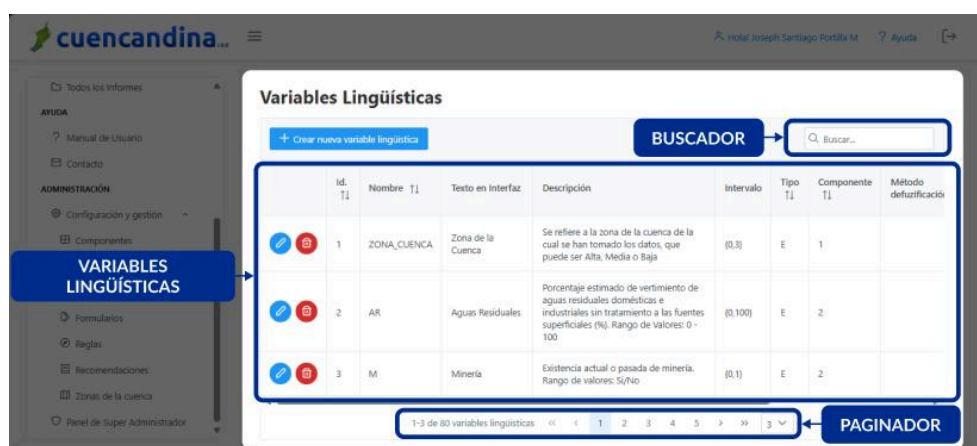 cuencandina
Hola! Joseph Santiago Portilla M
? Ayuda
Todos los Informes
AYUDA
? Manual de Usuario
Contacto
ADMINISTRACIÓN
Configuración y gestión
Componentes
VARIABLES
LINGÜÍSTICAS
Formularios
Reglas
Recomendaciones
Zonas de la cuenca
Panel de Super Administrador
Variables Lingüísticas
+ Crear nueva variable lingüística
BUSCADOR
Buscar...
Id. Nombre Texto en Interfaz Descripción Intervalo Tipo Componente Método
defuzificació
1 ZONA_CUENCA Zona de la
Cuenca
Se refiere a la zona de la cuenca de la
cual se han tomado los datos, que
puede ser Alta, Media o Baja
(0,3) E 1
2 AR Aguas Residuales
Porcentaje estimado de vertimiento de
aguas residuales domésticas e
industriales sin tratamiento a las fuentes
superficiales (%). Rango de Valores: 0 -
100
(0,100) E 2
3 M Minería
Existencia actual o pasada de minería.
Rango de valores: Si/No
(0,1) E 2
1-3 de 80 variables lingüísticas « ‹ 1 2 3 4 5 › » 3
PAGINADOR